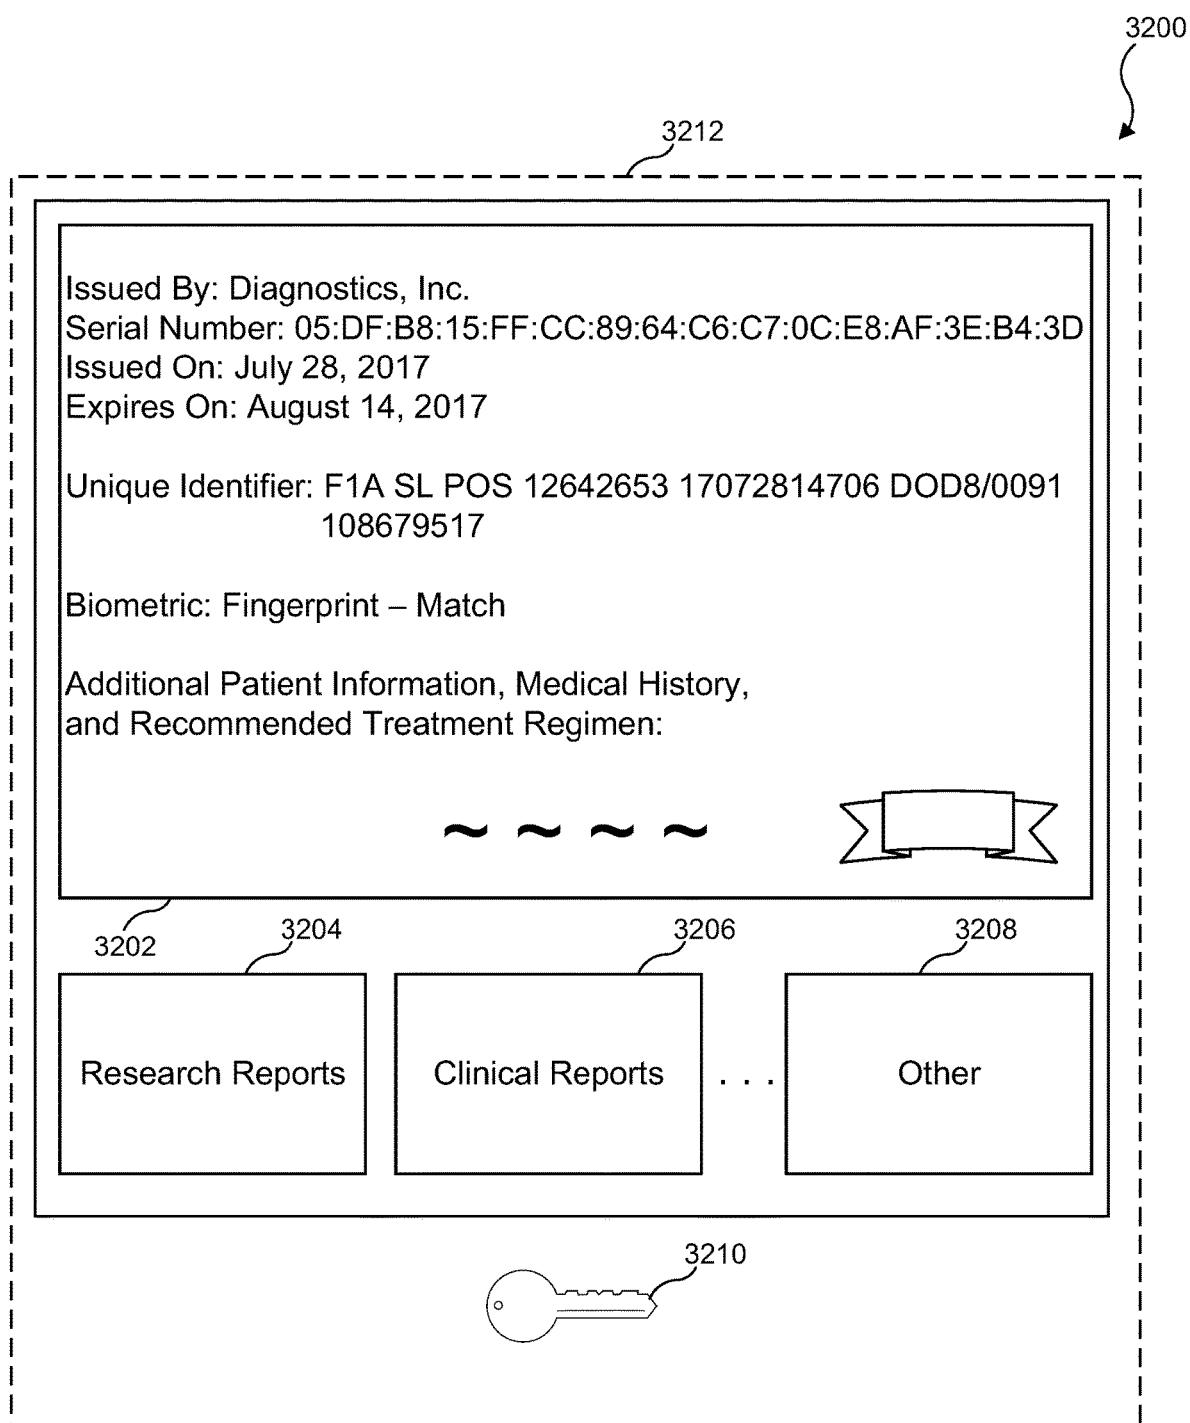 3200
3212
Issued By: Diagnostics, Inc.
Serial Number: 05:DF:B8:15:FF:CC:89:64:C6:C7:0C:E8:AF:3E:B4:3D
Issued On: July 28, 2017
Expires On: August 14, 2017
Unique Identifier: F1A SL POS 12642653 17072814706 DOD8/0091
108679517
Biometric: Fingerprint – Match
Additional Patient Information, Medical History,
and Recommended Treatment Regimen:
~ ~ ~ ~
3202
3204
3206
3208
Research Reports
Clinical Reports
. . .
Other
3210